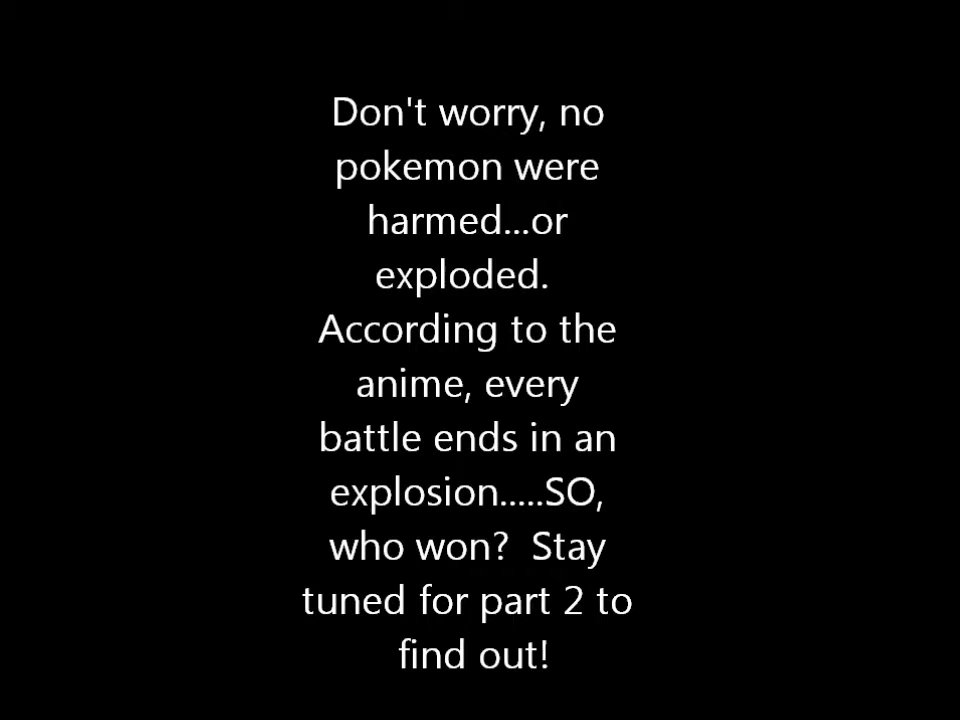 Don't worry, no
pokemon were
harmed...or
exploded.
According to the
anime, every
battle ends in an
explosion.....SO,
who won?  Stay
tuned for part 2 to
find out!